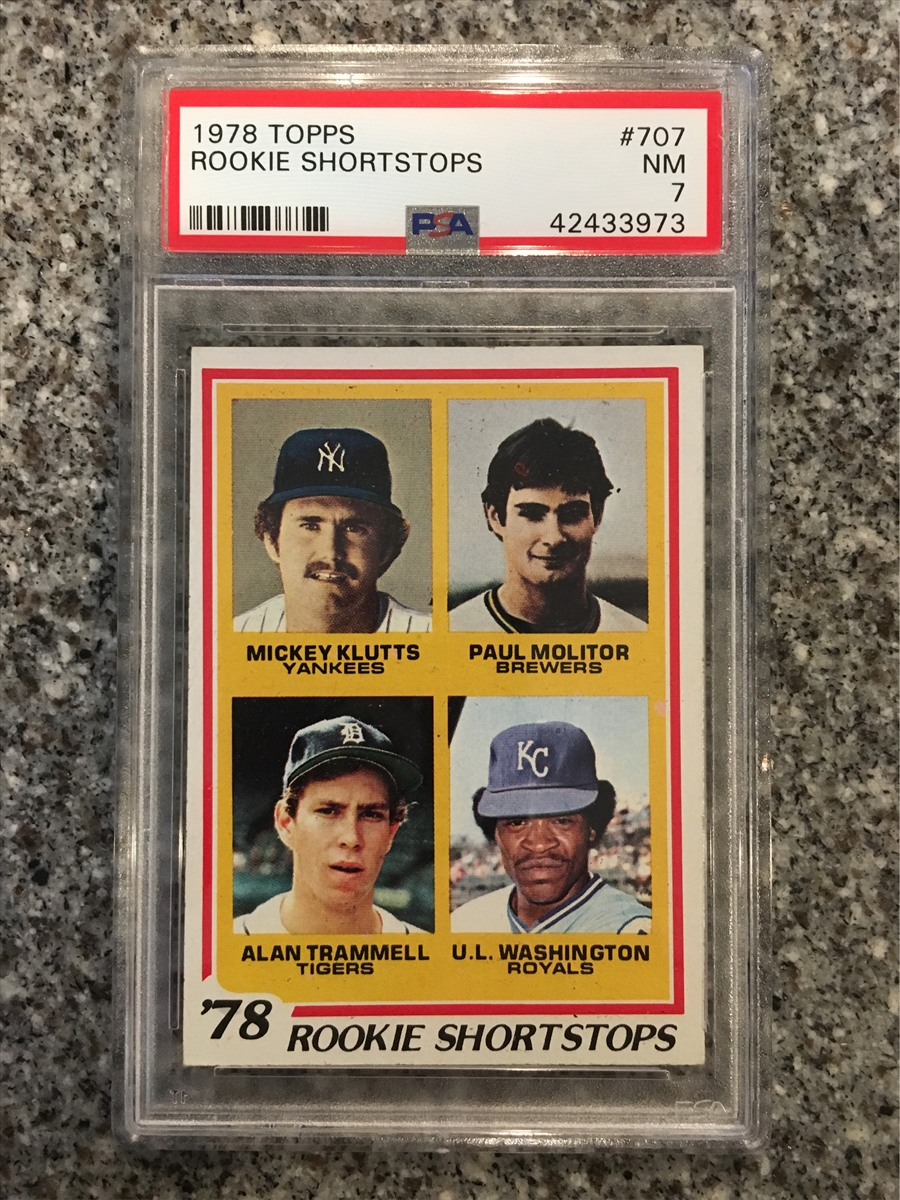 1978 TOPPS #707
ROOKIE SHORTSTOPS NM
7
PSA 42433973
NY
MICKEY KLUTTS PAUL MOLITOR
YANKEES BREWERS
D KC
ALAN TRAMMELL U.L. WASHINGTON
TIGERS ROYALS
'78 ROOKIE SHORTSTOPS